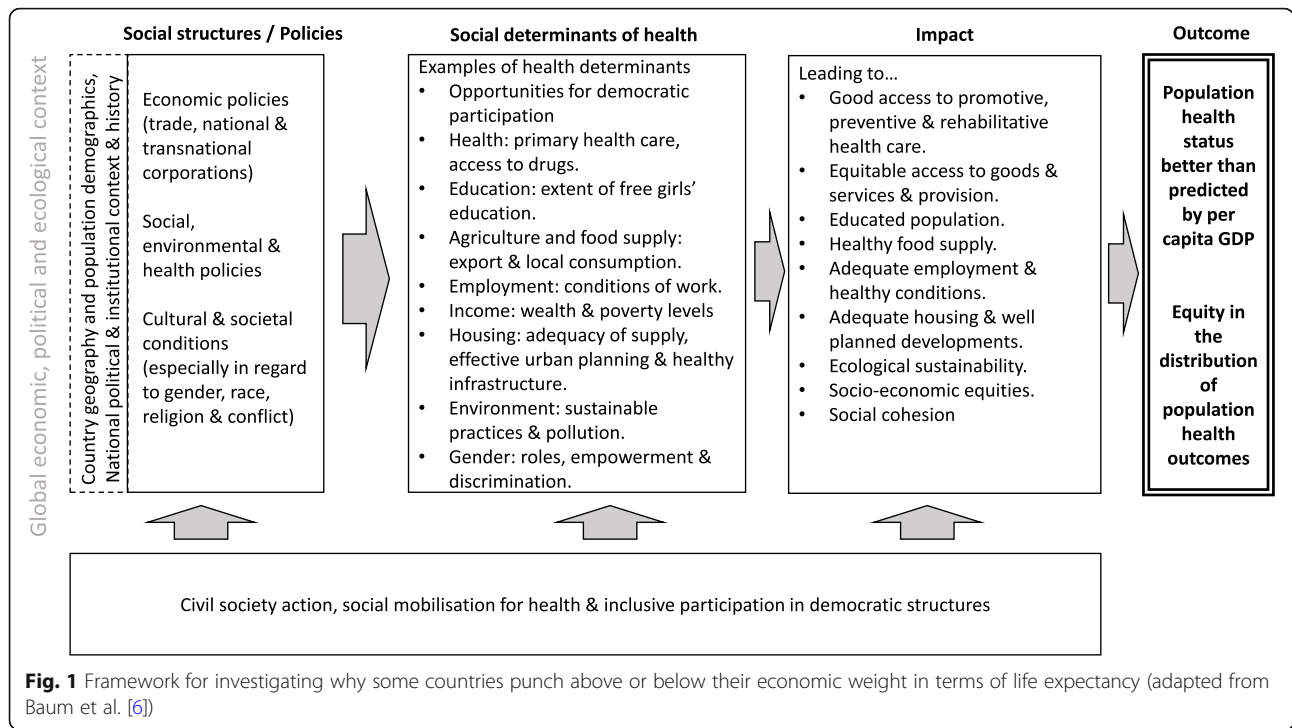 Social structures / Policies
Social determinants of health
Impact
Outcome
Global economic, political and ecological context
Country geography and population demographics,
National political & institutional context & history
Economic policies
(trade, national &
transnational
corporations)
Social,
environmental &
health policies
Cultural & societal
conditions
(especially in regard
to gender, race,
religion & conflict)
Examples of health determinants
• Opportunities for democratic
participation
• Health: primary health care,
access to drugs.
• Education: extent of free girls’
education.
• Agriculture and food supply:
export & local consumption.
• Employment: conditions of work.
• Income: wealth & poverty levels
• Housing: adequacy of supply,
effective urban planning & healthy
infrastructure.
• Environment: sustainable
practices & pollution.
• Gender: roles, empowerment &
discrimination.
Leading to…
• Good access to promotive,
preventive & rehabilitative
health care.
• Equitable access to goods &
services & provision.
• Educated population.
• Healthy food supply.
• Adequate employment &
healthy conditions.
• Adequate housing & well
planned developments.
• Ecological sustainability.
• Socio-economic equities.
• Social cohesion
Population
health
status
better than
predicted
by per
capita GDP
Equity in
the
distribution
of
population
health
outcomes
Civil society action, social mobilisation for health & inclusive participation in democratic structures
Fig. 1 Framework for investigating why some countries punch above or below their economic weight in terms of life expectancy (adapted from
Baum et al. [6])